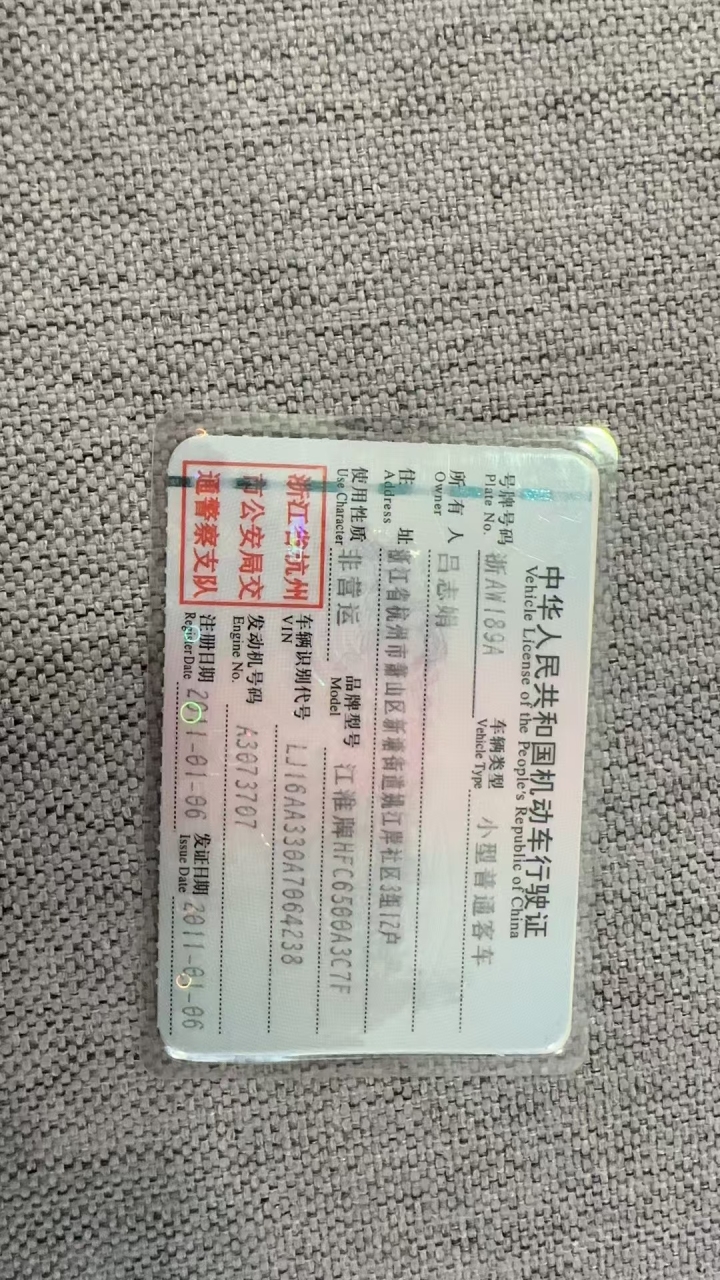 中华人民共和国机动车行驶证
Vehicle License of the People's Republic of China
号牌号码 浙AW189A 车辆类型 小型普通客车
Plate No. Vehicle Type
所有人 吕志娟
Owner
住址 浙江省杭州市萧山区新塘街道姚江岸社区3组12户
Address
使用性质 非营运 品牌型号 江淮牌HFC6500A3C7F
Use Character Model
浙江省杭州
市公安局交
通警察支队
车辆识别代号 LJ16AA330A7064238
VIN
发动机号码 A3073707
Engine No.
注册日期 2011-01-06 发证日期 2011-01-06
Register Date Issue Date